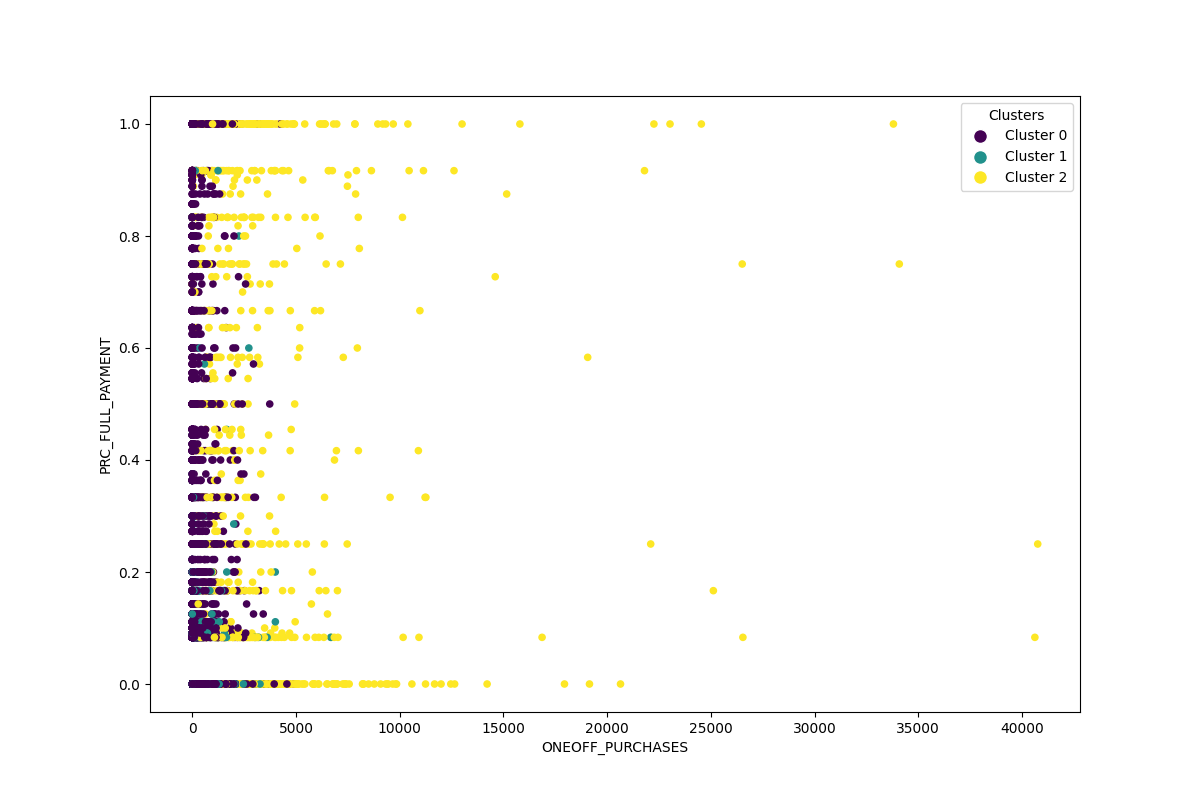 Clusters
Cluster 0
Cluster 1
Cluster 2
PRC_FULL_PAYMENT
1.0
0.8
0.6
0.4
0.2
0.0
0 5000 10000 15000 20000 25000 30000 35000 40000
ONEOFF_PURCHASES